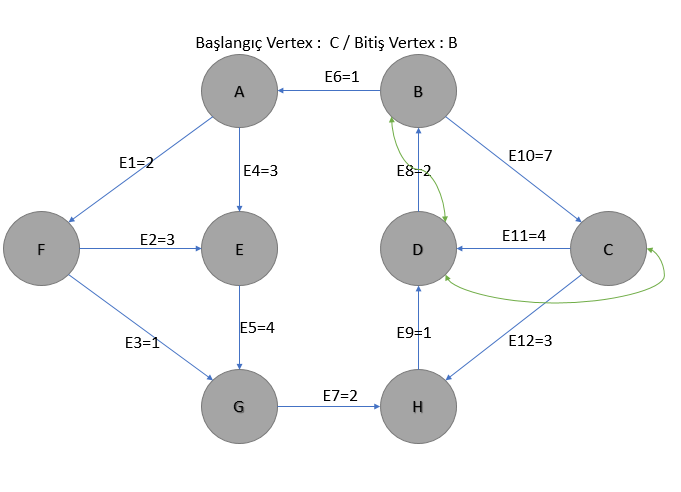 Başlangıç Vertex : C / Bitiş Vertex : B
E6=1
A
B
E1=2
E4=3
E8=2
E10=7
F
E2=3
E
D
E11=4
C
E3=1
E5=4
E9=1
E12=3
G
E7=2
H